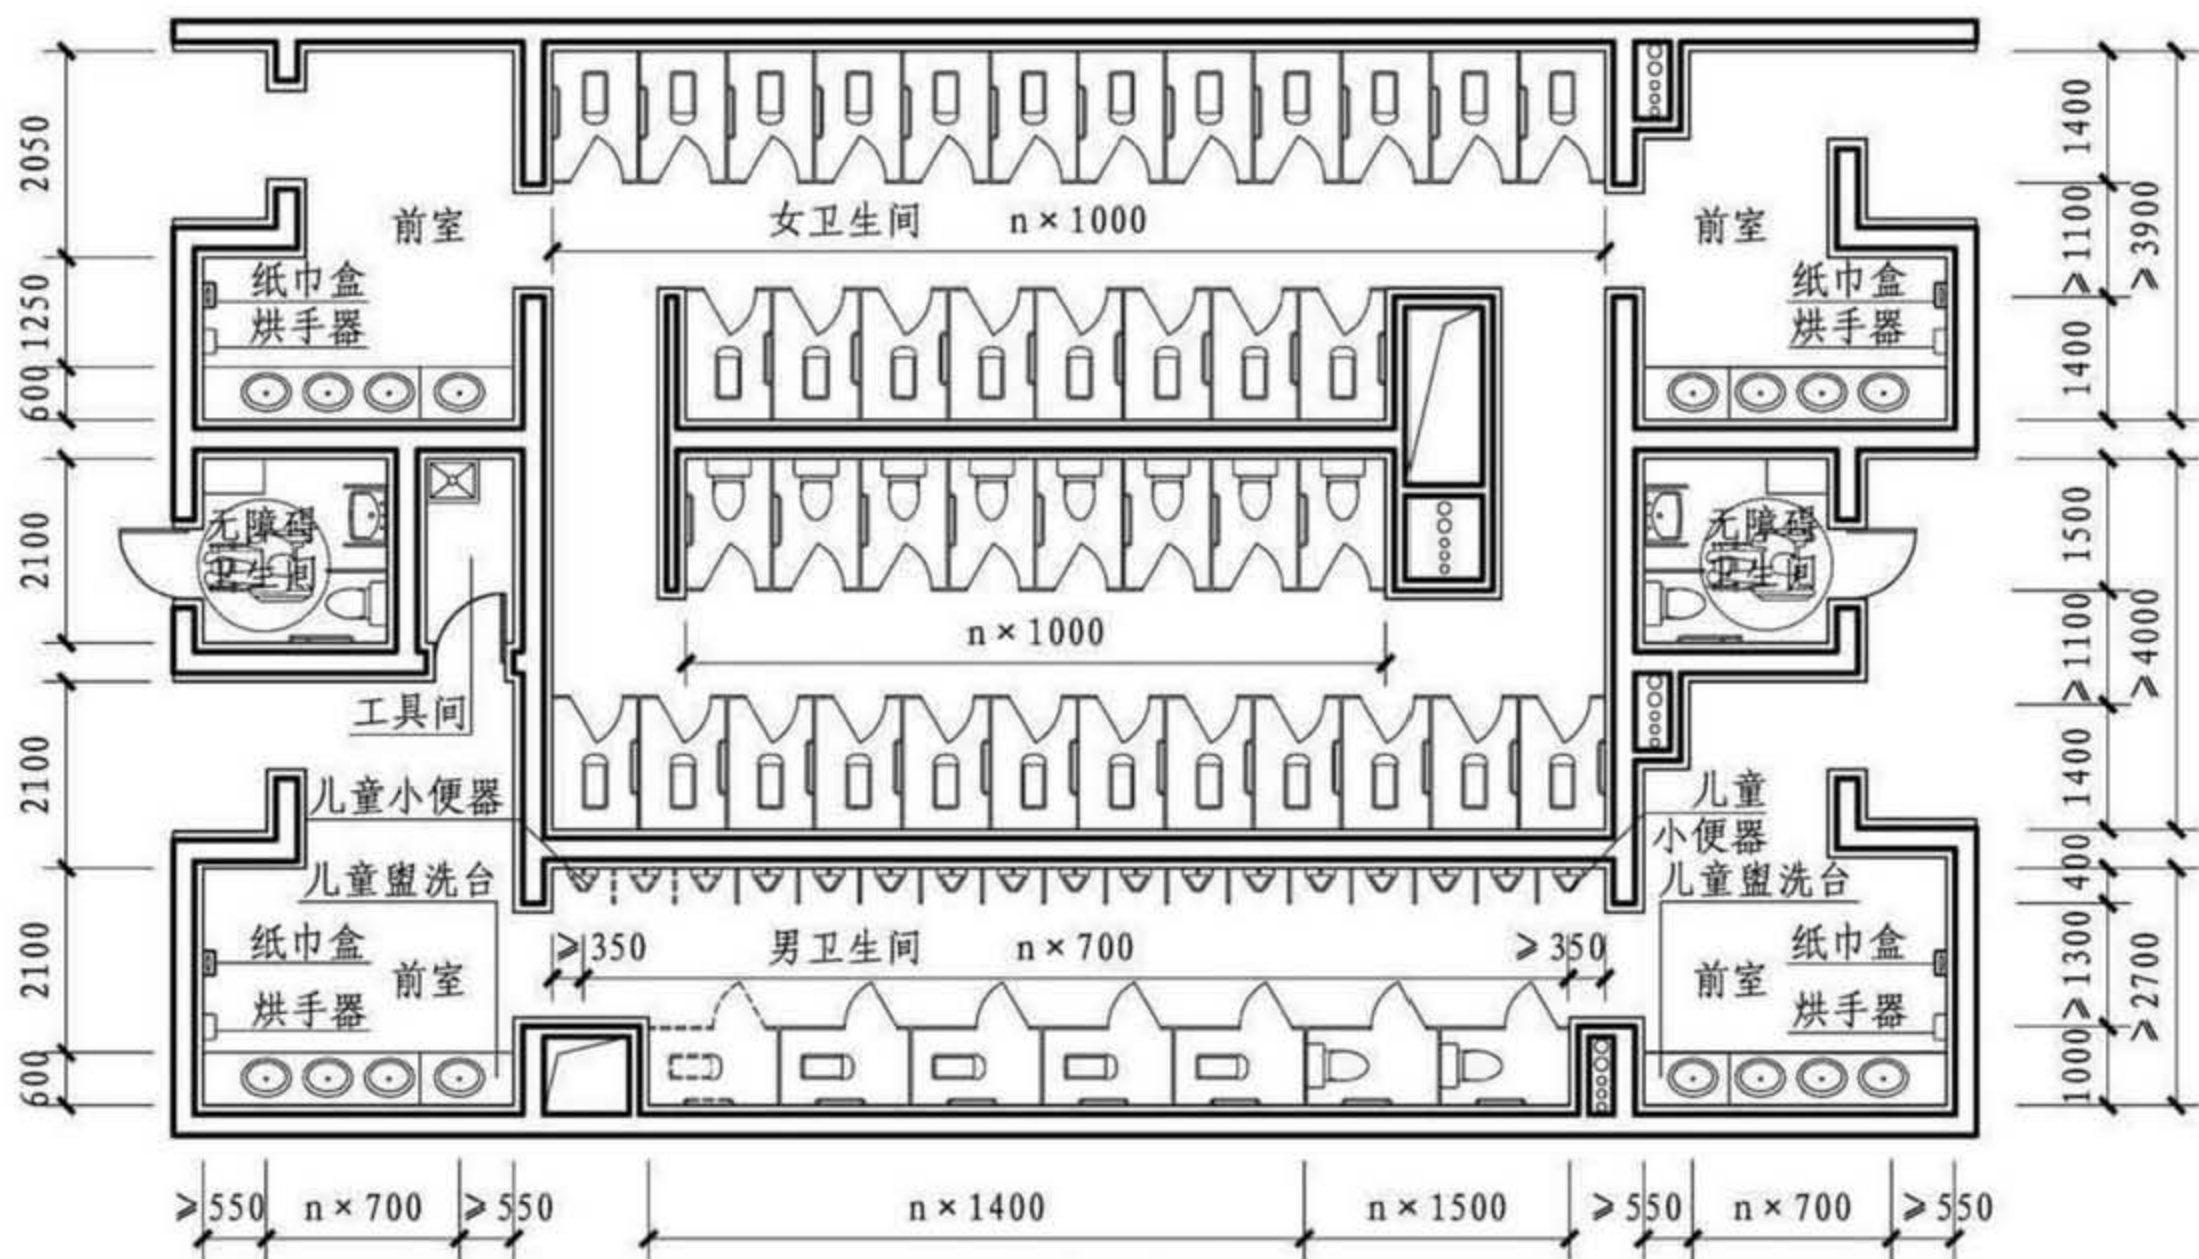 2050
1250
600
2100
2100
2100
600
前室
纸巾盒
烘手器
女卫生间 n×1000
前室
纸巾盒
烘手器
1400
≥1100
1400
≥3900
无障碍
卫生间
工具间
n×1000
无障碍
卫生间
1500
≥1100
1400
≥4000
儿童小便器
儿童盥洗台
纸巾盒
前室
烘手器
≥350
男卫生间 n×700
≥350
儿童
小便器
儿童盥洗台
纸巾盒
前室
烘手器
400
≥1300
1000
≥2700
≥550
n×700
≥550
n×1400
n×1500
≥550
n×700
≥550